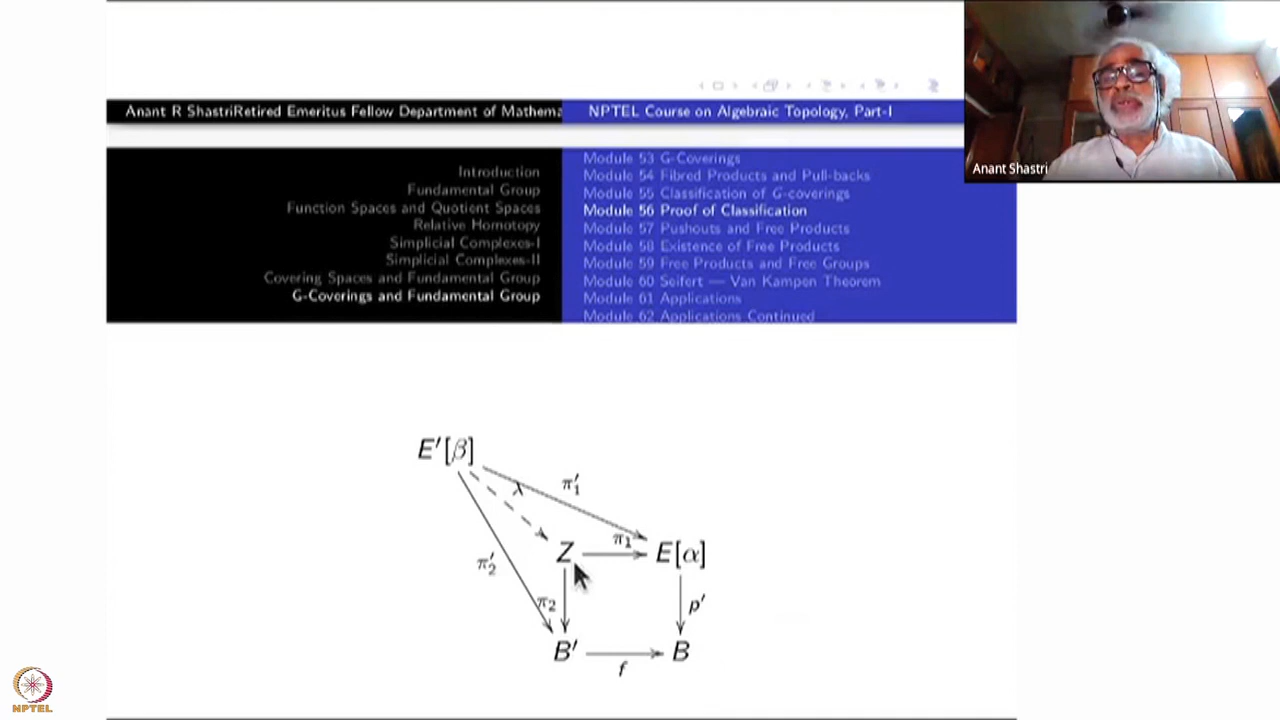 Anant R ShastriRetired Emeritus Fellow Department of Mathema
NPTEL Course on Algebraic Topology, Part-I
Introduction
Fundamental Group
Function Spaces and Quotient Spaces
Relative Homotopy
Simplicial Complexes-I
Simplicial Complexes-II
Covering Spaces and Fundamental Group
G-Coverings and Fundamental Group
Module 53 G-Coverings
Module 54 Fibred Products and Pull-backs
Module 55 Classification of G-coverings
Module 56 Proof of Classification
Module 57 Pushouts and Free Products
Module 58 Existence of Free Products
Module 59 Free Products and Free Groups
Module 60 Seifert — Van Kampen Theorem
Module 61 Applications
Module 62 Applications Continued
Anant Shastri
E′[β]
λ
π′₁
π′₂
Z
π₁
E[α]
π₂
p′
B′
f
B
NPTEL